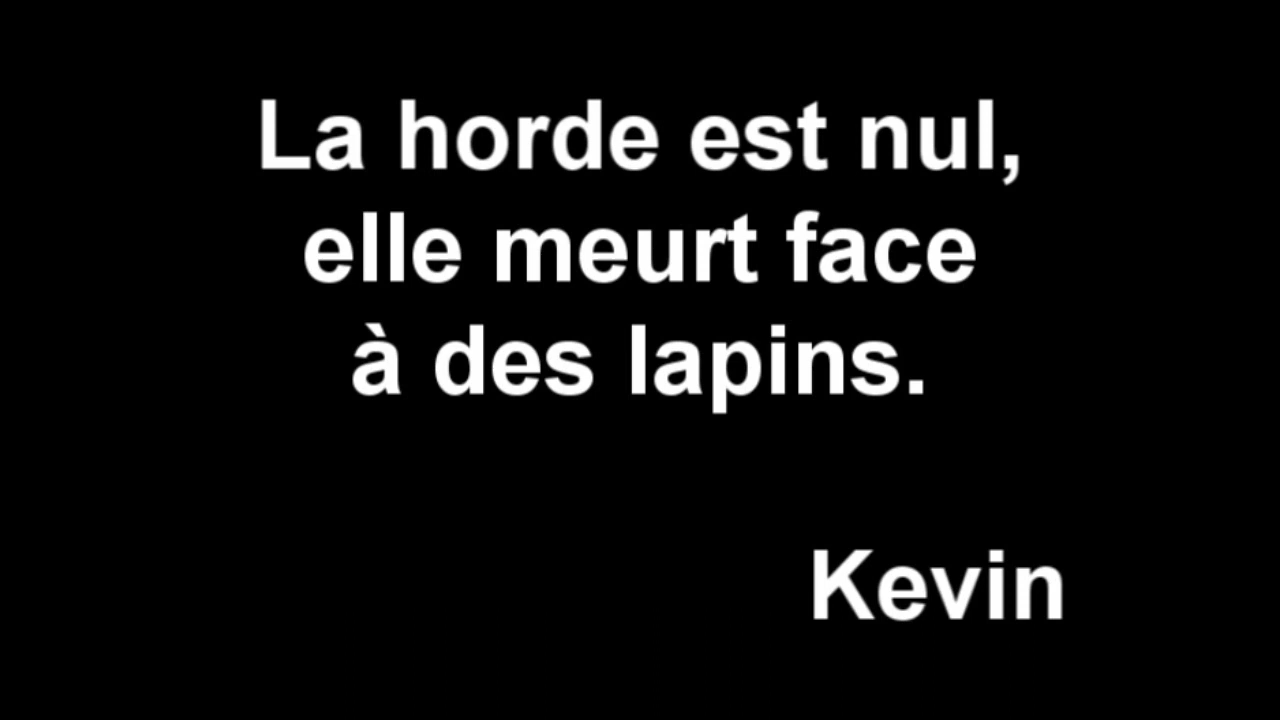 La horde est nul,
elle meurt face
à des lapins.
Kevin